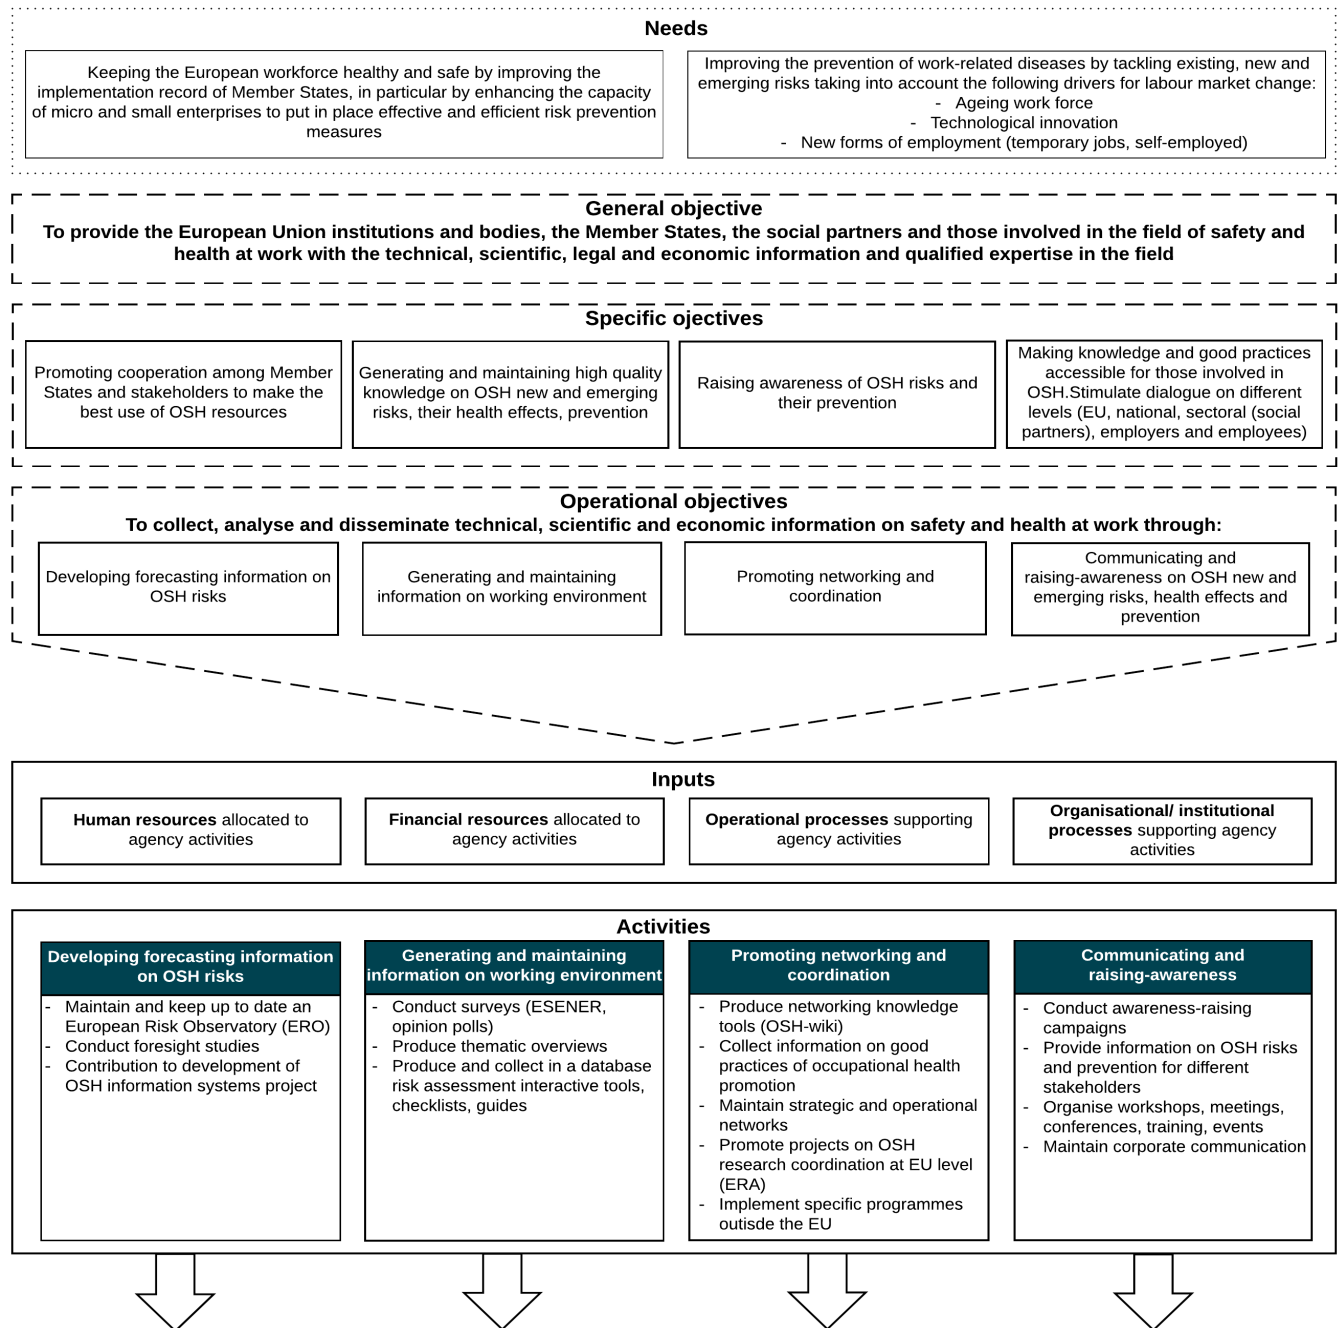 Needs
Keeping the European workforce healthy and safe by improving the
implementation record of Member States, in particular by enhancing the capacity
of micro and small enterprises to put in place effective and efficient risk prevention
measures
Improving the prevention of work-related diseases by tackling existing, new and
emerging risks taking into account the following drivers for labour market change:
- Ageing work force
- Technological innovation
- New forms of employment (temporary jobs, self-employed)
General objective
To provide the European Union institutions and bodies, the Member States, the social partners and those involved in the field of safety and
health at work with the technical, scientific, legal and economic information and qualified expertise in the field
Specific ojectives
Promoting cooperation among Member
States and stakeholders to make the
best use of OSH resources
Generating and maintaining high quality
knowledge on OSH new and emerging
risks, their health effects, prevention
Raising awareness of OSH risks and
their prevention
Making knowledge and good practices
accessible for those involved in
OSH.Stimulate dialogue on different
levels (EU, national, sectoral (social
partners), employers and employees)
Operational objectives
To collect, analyse and disseminate technical, scientific and economic information on safety and health at work through:
Developing forecasting information on
OSH risks
Generating and maintaining
information on working environment
Promoting networking and
coordination
Communicating and
raising-awareness on OSH new and
emerging risks, health effects and
prevention
Inputs
Human resources allocated to
agency activities
Financial resources allocated to
agency activities
Operational processes supporting
agency activities
Organisational/ institutional
processes supporting agency
activities
Activities
Developing forecasting information
on OSH risks
- Maintain and keep up to date an
European Risk Observatory (ERO)
- Conduct foresight studies
- Contribution to development of
OSH information systems project
Generating and maintaining
information on working environment
- Conduct surveys (ESENER,
opinion polls)
- Produce thematic overviews
- Produce and collect in a database
risk assessment interactive tools,
checklists, guides
Promoting networking and
coordination
- Produce networking knowledge
tools (OSH-wiki)
- Collect information on good
practices of occupational health
promotion
- Maintain strategic and operational
networks
- Promote projects on OSH
research coordination at EU level
(ERA)
- Implement specific programmes
outisde the EU
Communicating and
raising-awareness
- Conduct awareness-raising
campaigns
- Provide information on OSH risks
and prevention for different
stakeholders
- Organise workshops, meetings,
conferences, training, events
- Maintain corporate communication